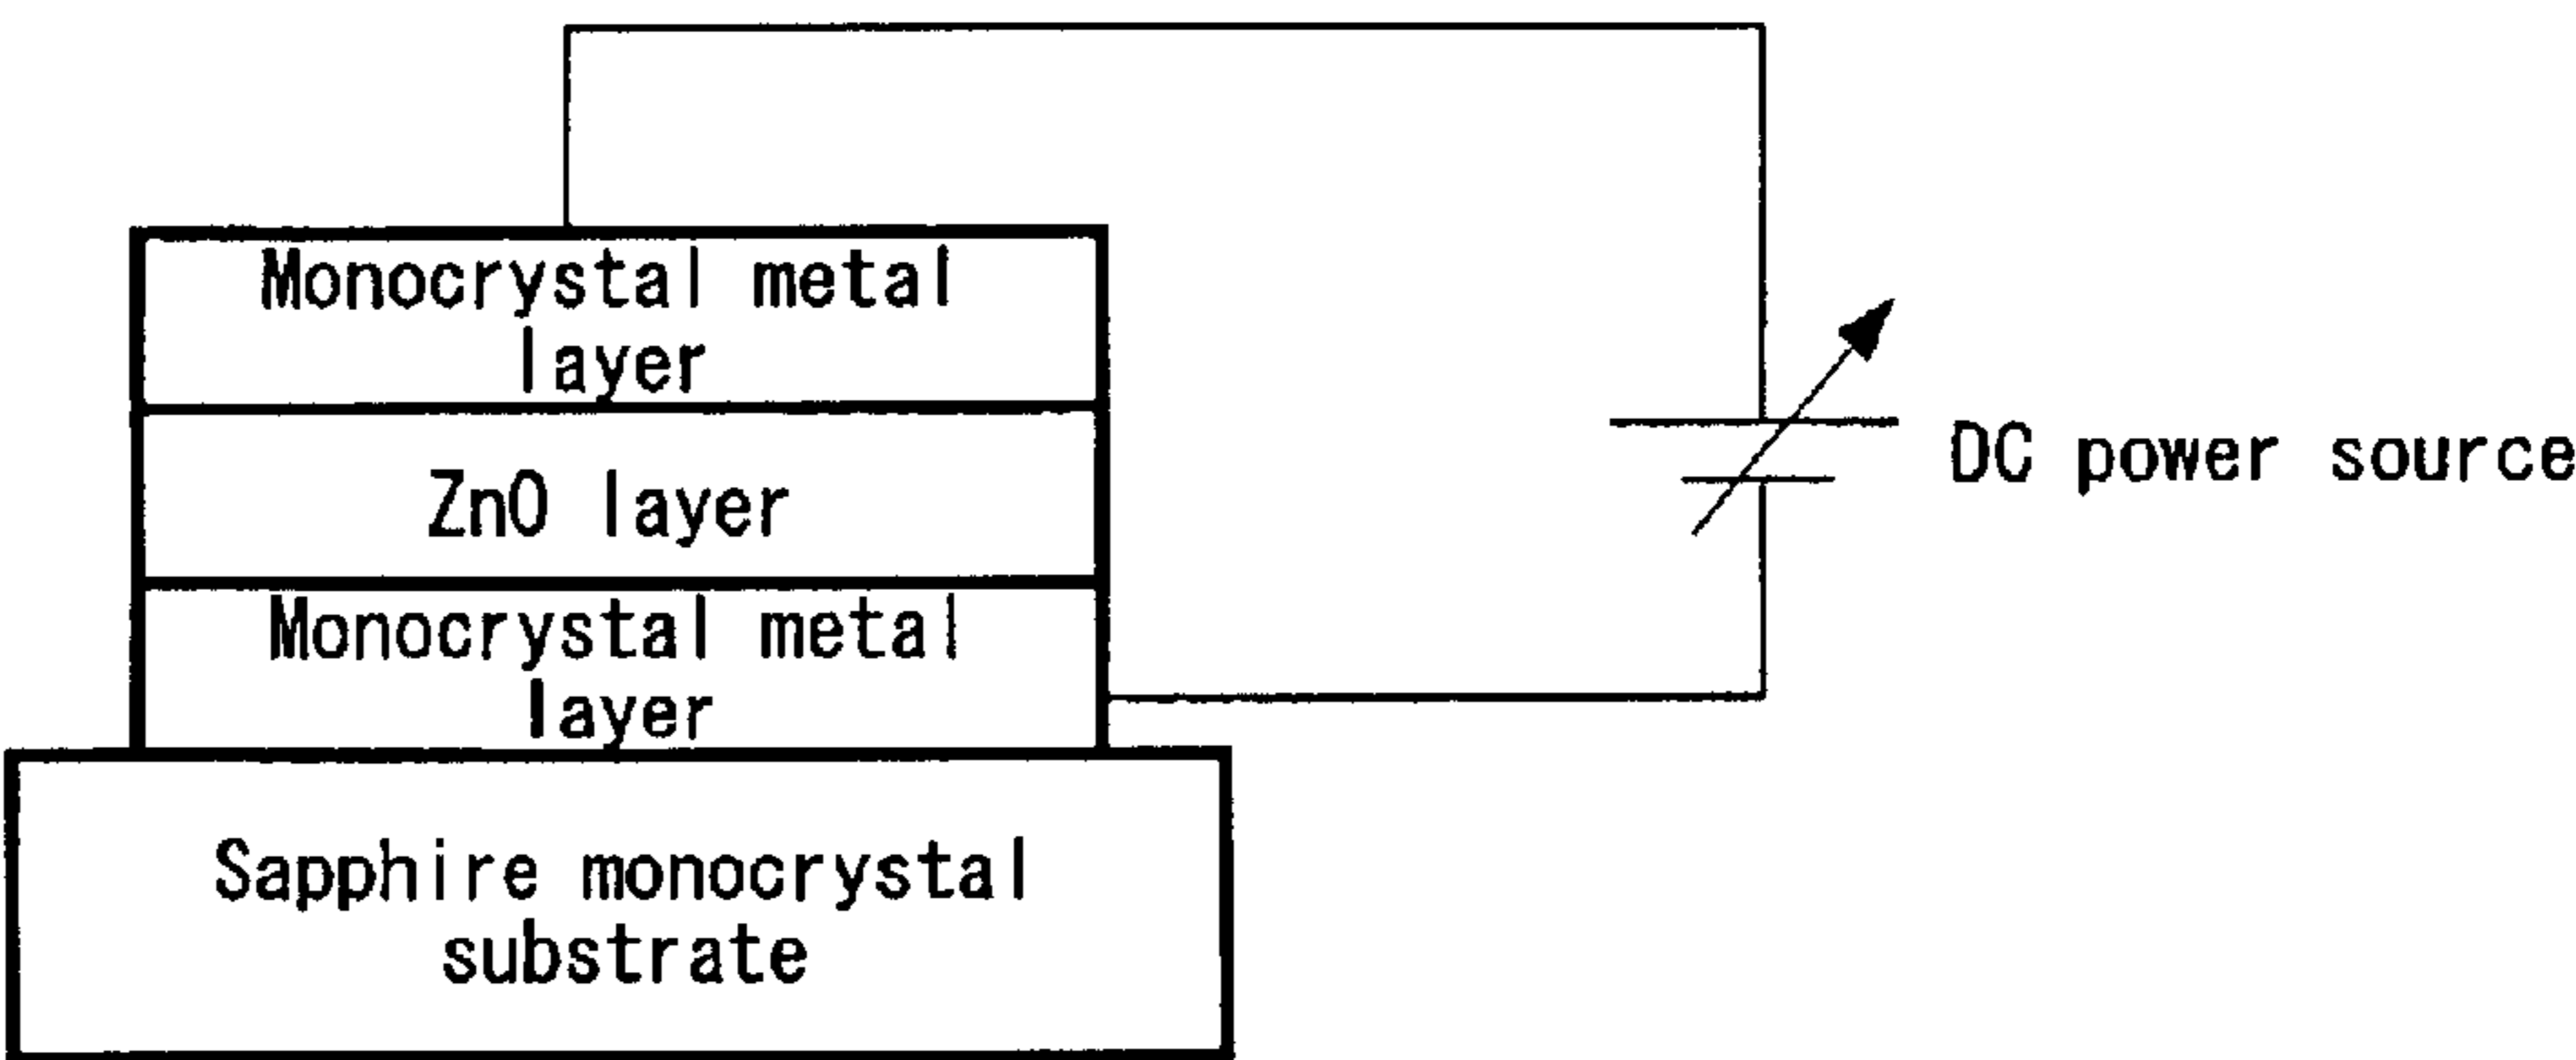 Monocrystal metal
layer
ZnO layer
DC power source
Monocrystal metal
layer
Sapphire monocrystal
substrate